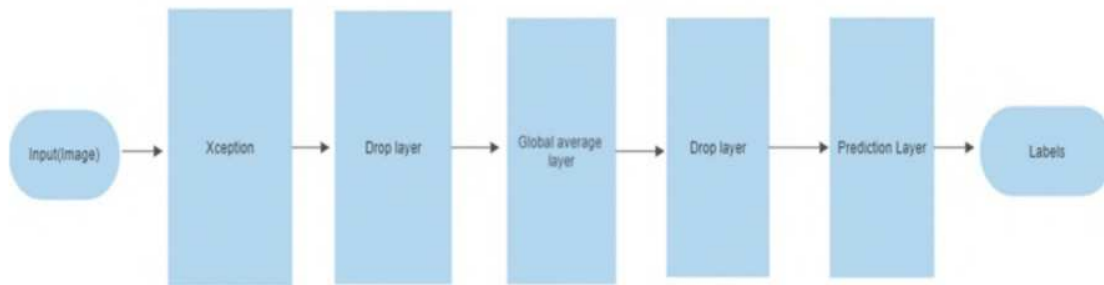 Input(Image)
Xception
Drop layer
Global average
layer
Drop layer
Prediction Layer
Labels